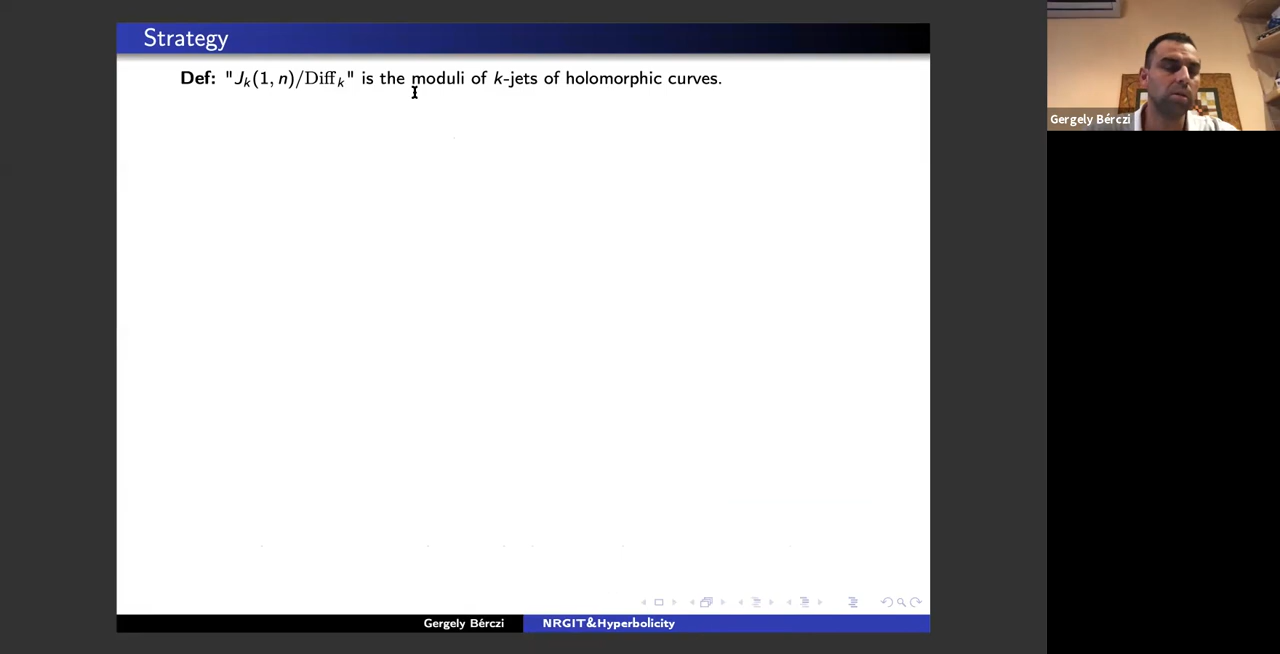 Strategy
Def: "J_k(1, n)/Diff_k" is the moduli of k-jets of holomorphic curves.
Gergely Bérczi
Gergely Bérczi
NRGIT&Hyperbolicity